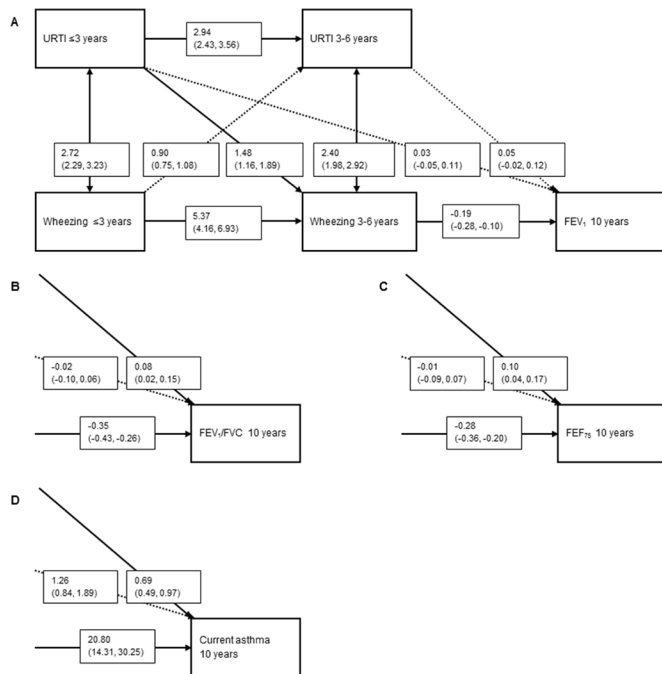 A
URTI ≤3 years
2.94
(2.43, 3.56)
URTI 3-6 years
2.72
(2.29, 3.23)
0.90
(0.75, 1.08)
1.48
(1.16, 1.89)
2.40
(1.98, 2.92)
0.03
(-0.05, 0.11)
0.05
(-0.02, 0.12)
Wheezing ≤3 years
5.37
(4.16, 6.93)
Wheezing 3-6 years
-0.19
(-0.28, -0.10)
FEV₁ 10 years
B
-0.02
(-0.10, 0.06)
0.08
(0.02, 0.15)
-0.35
(-0.43, -0.26)
FEV₁/FVC 10 years
C
-0.01
(-0.09, 0.07)
0.10
(0.04, 0.17)
-0.28
(-0.36, -0.20)
FEF₇₅ 10 years
D
1.26
(0.84, 1.89)
0.69
(0.49, 0.97)
20.80
(14.31, 30.25)
Current asthma
10 years